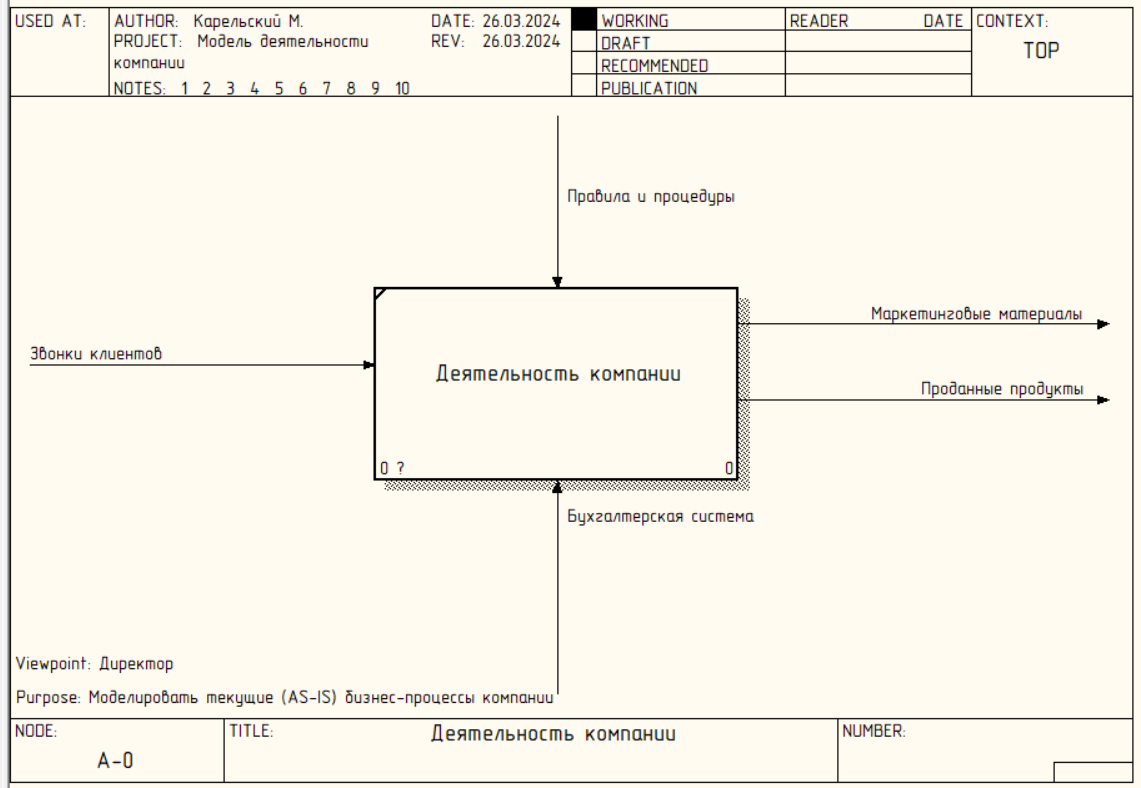 USED AT:
AUTHOR: Карельский М.
DATE: 26.03.2024
PROJECT: Модель деятельности
компании
REV: 26.03.2024
NOTES: 1 2 3 4 5 6 7 8 9 10
WORKING
DRAFT
RECOMMENDED
PUBLICATION
READER DATE
CONTEXT:
TOP
Правила и процедуры
Маркетинговые материалы
Звонки клиентов
Деятельность компании
Проданные продукты
0 ?
0
Бухгалтерская система
Viewpoint: Директор
Purpose: Моделировать текущие (AS-IS) бизнес-процессы компании
NODE:
A-0
TITLE:
Деятельность компании
NUMBER: